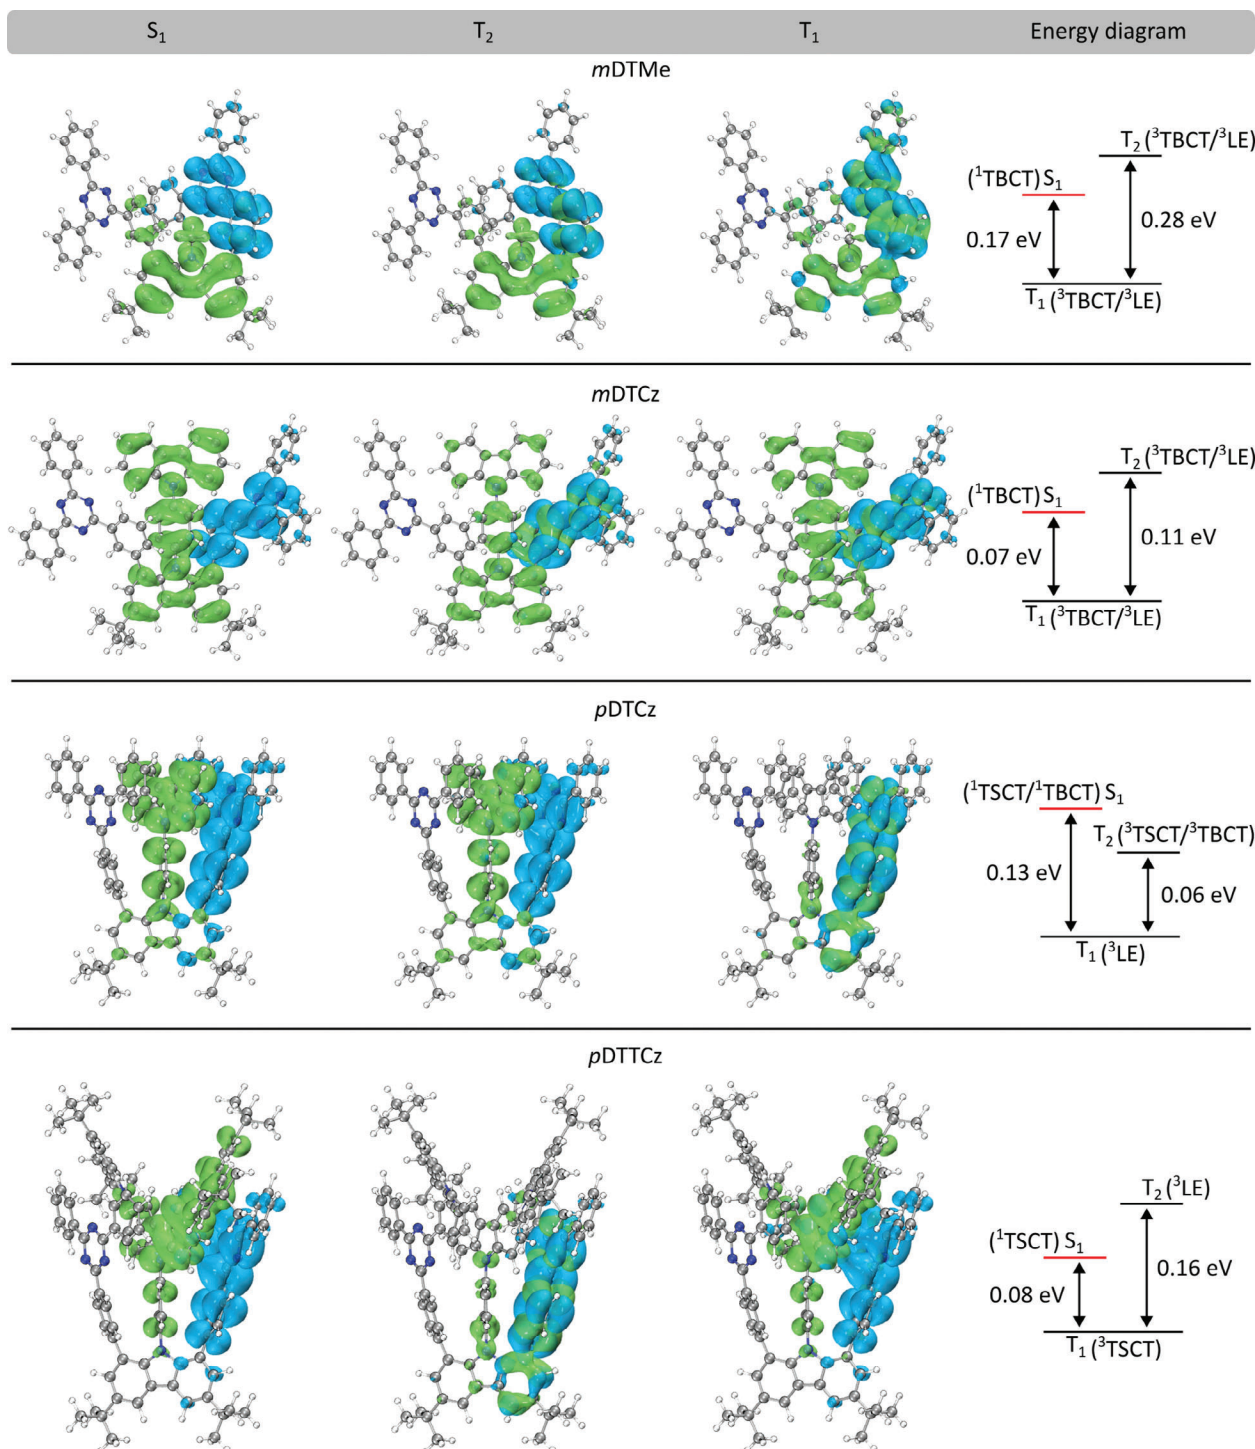 S₁ T₂ T₁ Energy diagram
mDTMe
T₂ (³TBCT/³LE)
(¹TBCT) S₁
0.28 eV
0.17 eV
T₁ (³TBCT/³LE)
mDTCz
T₂ (³TBCT/³LE)
(¹TBCT) S₁
0.11 eV
0.07 eV
T₁ (³TBCT/³LE)
pDTCz
(¹TSCT/¹TBCT) S₁
T₂ (³TSCT/³TBCT)
0.13 eV
0.06 eV
T₁ (³LE)
pDTTCz
T₂ (³LE)
(¹TSCT) S₁
0.16 eV
0.08 eV
T₁ (³TSCT)